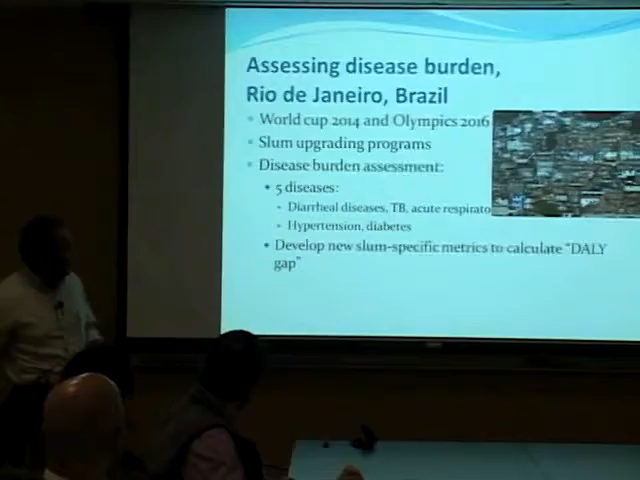 Assessing disease burden,
Rio de Janeiro, Brazil
World cup 2014 and Olympics 2016
Slum upgrading programs
Disease burden assessment:
5 diseases:
Diarrheal diseases, TB, acute respirato
Hypertension, diabetes
Develop new slum-specific metrics to calculate "DALY
gap"